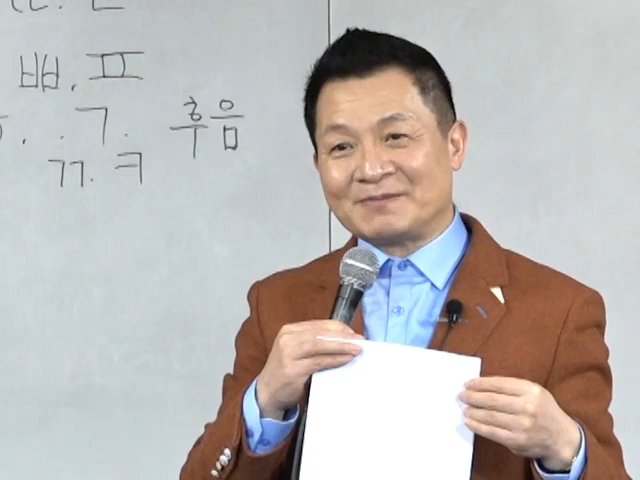 ㅃ. ㅍ
. ㄱ. 후음
ㄲ. ㅋ